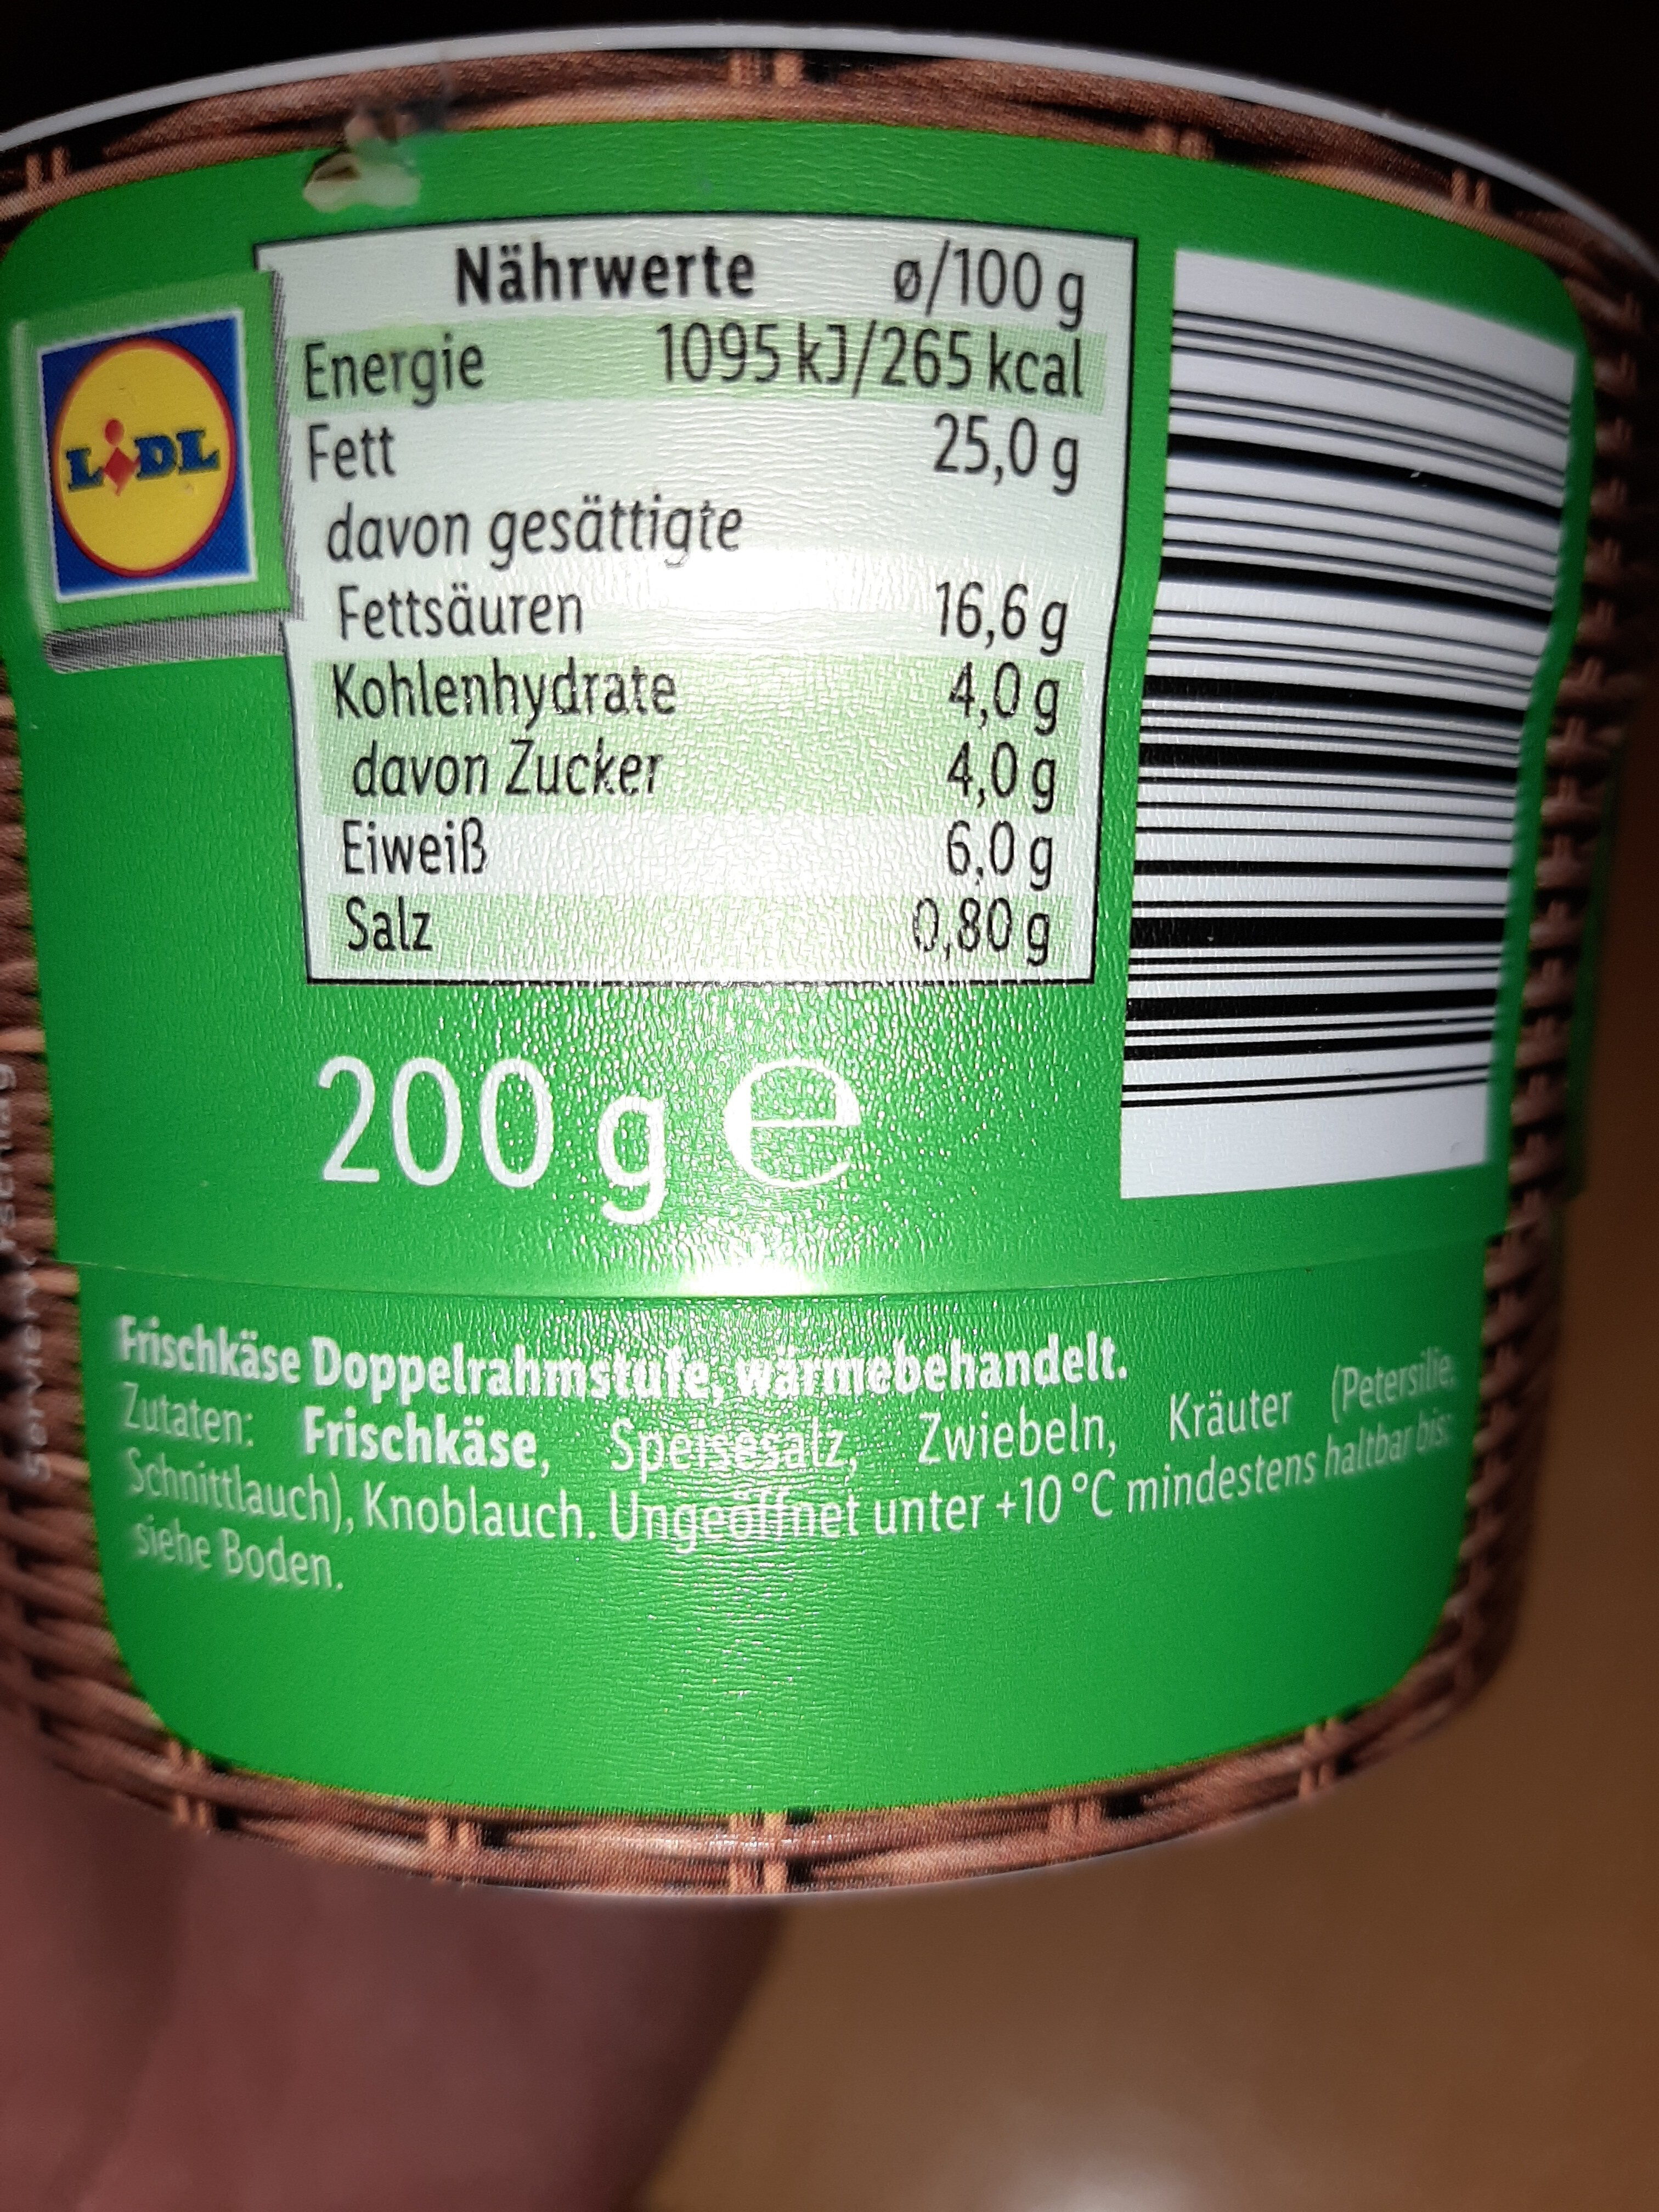 Nährwerte ø/100 g
Energie 1095 kJ/265 kcal
Fett 25,0 g
davon gesättigte
Fettsäuren 16,6 g
Kohlenhydrate 4,0 g
davon Zucker 4,0 g
Eiweiß 6,0 g
Salz 0,80 g
LIDL
200 g e
Frischkäse Doppelrahmstufe, wärmebehandelt.
Zutaten: Frischkäse, Speisesalz, Zwiebeln, Kräuter (Petersilie,
Schnittlauch), Knoblauch. Ungeöffnet unter +10 °C mindestens haltbar bis:
siehe Boden.